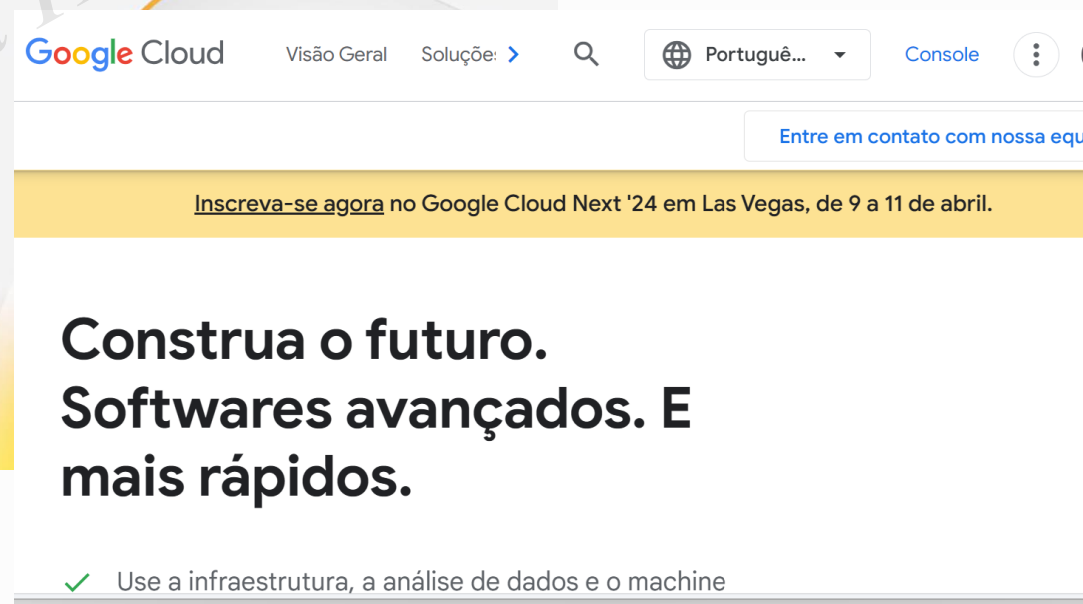 Google Cloud Visão Geral Soluções Portuguê... Console
Entre em contato com nossa equ
Inscreva-se agora no Google Cloud Next '24 em Las Vegas, de 9 a 11 de abril.
Construa o futuro.
Softwares avançados. E
mais rápidos.
Use a infraestrutura, a análise de dados e o machine